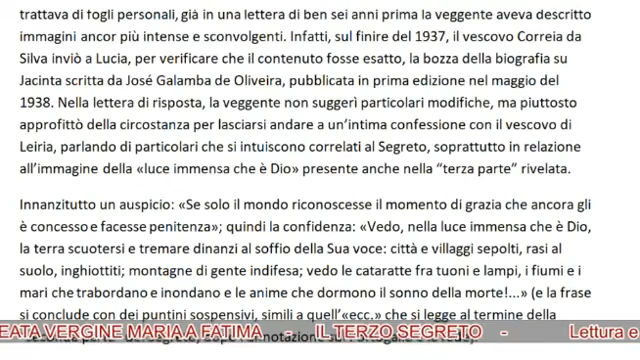 trattava di fogli personali, già in una lettera di ben sei anni prima la veggente aveva descritto
immagini ancor più intense e sconvolgenti. Infatti, sul finire del 1937, il vescovo Correia da
Silva inviò a Lucia, per verificare che il contenuto fosse esatto, la bozza della biografia su
Jacinta scritta da José Galamba de Oliveira, pubblicata in prima edizione nel maggio del
1938. Nella lettera di risposta, la veggente non suggerì particolari modifiche, ma piuttosto
approfittò della circostanza per lasciarsi andare a un’intima confessione con il vescovo di
Leiria, parlando di particolari che si intuiscono correlati al Segreto, soprattutto in relazione
all’immagine della «luce immensa che è Dio» presente anche nella “terza parte” rivelata.
Innanzitutto un auspicio: «Se solo il mondo riconoscesse il momento di grazia che ancora gli
è concesso e facesse penitenza»; quindi la confidenza: «Vedo, nella luce immensa che è Dio,
la terra scuotersi e tremare dinanzi al soffio della Sua voce: città e villaggi sepolti, rasi al
suolo, inghiottiti; montagne di gente indifesa; vedo le cataratte fra tuoni e lampi, i fiumi e i
mari che trabordano e inondano e le anime che dormono il sonno della morte!...» (e la frase
si conclude con dei puntini sospensivi, simili a quell’«ecc.» che si legge al termine della
EATA VERGINE MARIA A FATIMA - IL TERZO SEGRETO - Lettura e